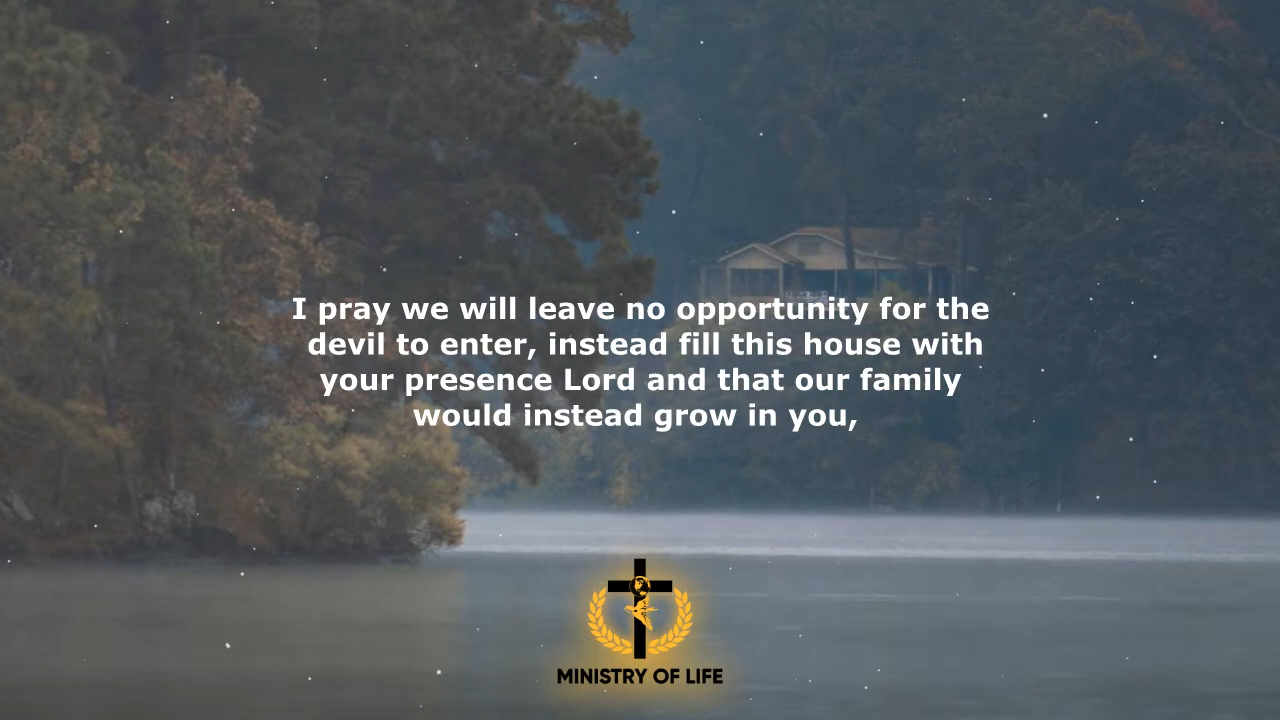 I pray we will leave no opportunity for the
devil to enter, instead fill this house with
your presence Lord and that our family
would instead grow in you,
MINISTRY OF LIFE